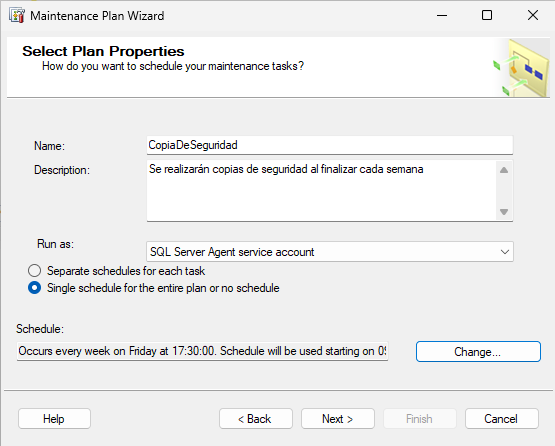 Maintenance Plan Wizard
Select Plan Properties
How do you want to schedule your maintenance tasks?
Name:
CopiaDeSeguridad
Description:
Se realizarán copias de seguridad al finalizar cada semana
Run as:
SQL Server Agent service account
Separate schedules for each task
Single schedule for the entire plan or no schedule
Schedule:
Occurs every week on Friday at 17:30:00. Schedule will be used starting on
Change...
Help
< Back
Next >
Finish
Cancel